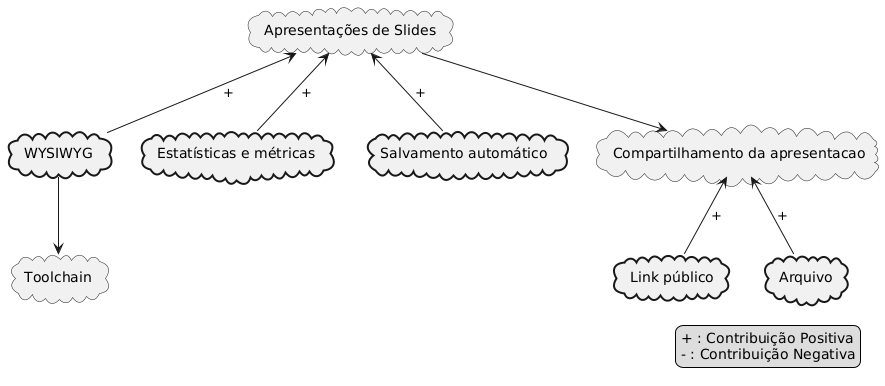 Apresentações de Slides
+
+
+
WYSIWYG
Estatísticas e métricas
Salvamento automático
Compartilhamento da apresentacao
+
+
Toolchain
Link público
Arquivo
+ : Contribuição Positiva
- : Contribuição Negativa